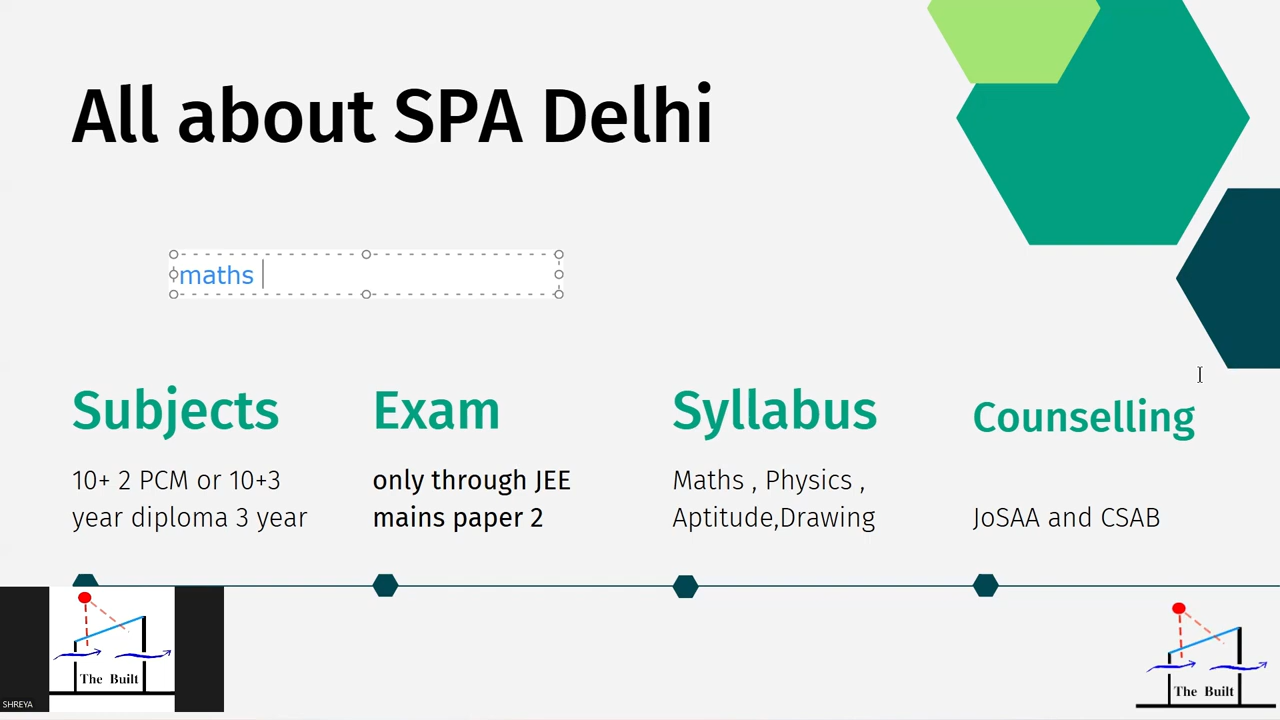 All about SPA Delhi
maths
Subjects
10+ 2 PCM or 10+3
year diploma 3 year
Exam
only through JEE
mains paper 2
Syllabus
Maths , Physics ,
Aptitude,Drawing
Counselling
JoSAA and CSAB
The Built
SHREYA
The Built